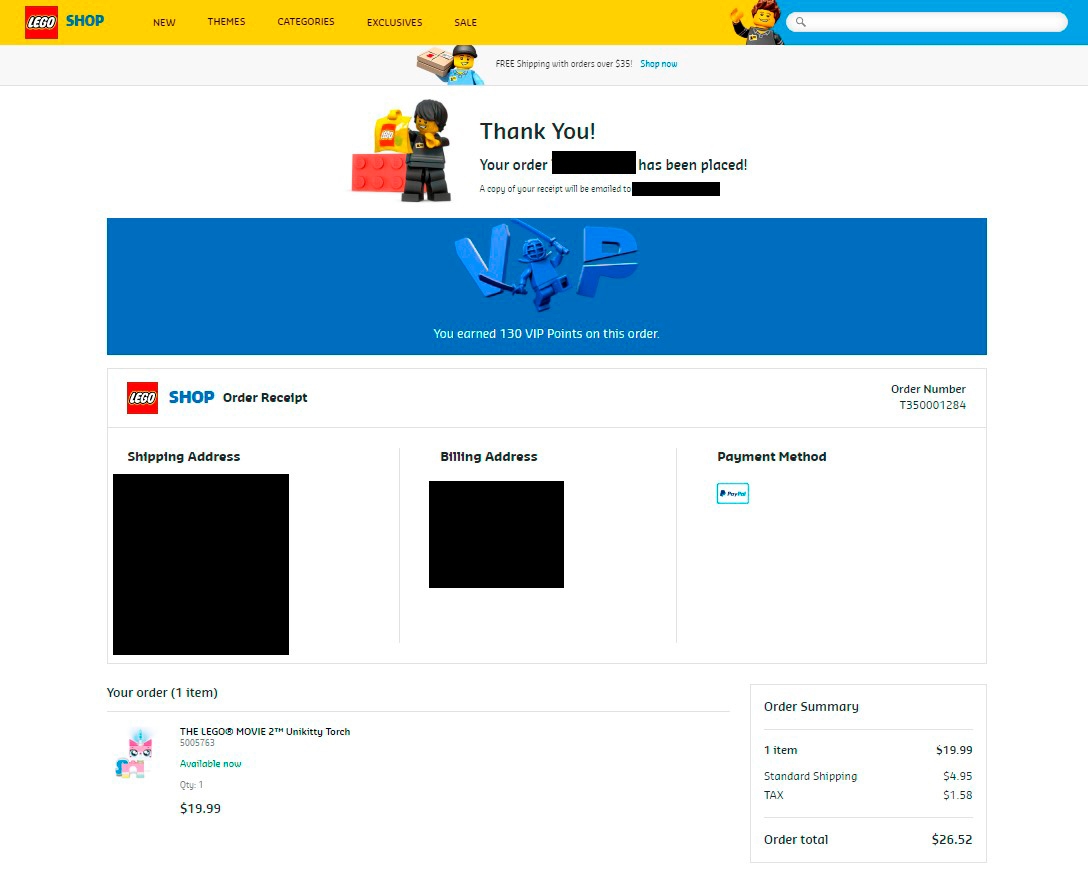 LEGO SHOP NEW THEMES CATEGORIES EXCLUSIVES SALE
FREE Shipping with orders over $35! Shop now
LEGO
Thank You!
Your order has been placed!
A copy of your receipt will be emailed to
VIP
You earned 130 VIP Points on this order.
LEGO SHOP Order Receipt
Order Number
T350001284
Shipping Address
Billing Address
Payment Method
PayPal
Your order (1 item)
THE LEGO® MOVIE 2™ Unikitty Torch
5005763
Available now
Qty: 1
$19.99
Order Summary
1 item $19.99
Standard Shipping $4.95
TAX $1.58
Order total $26.52